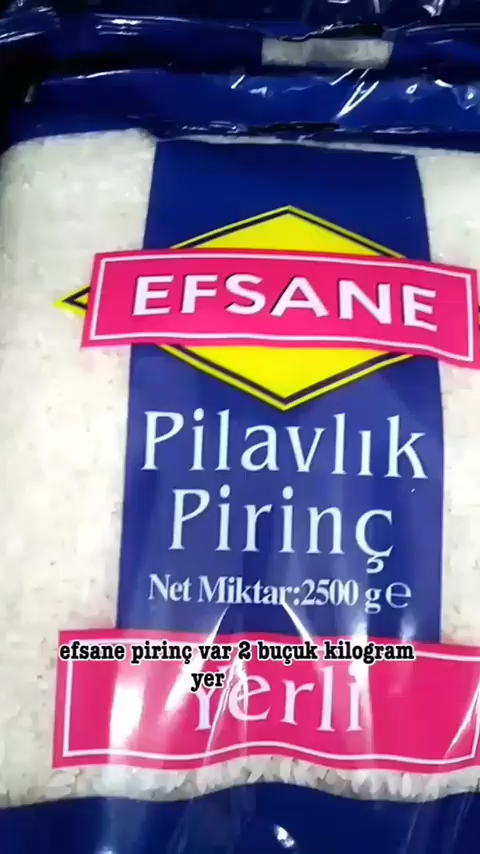 EFSANE
Pilavlık
Pirinç
Net Miktar:2500 g e
efsane pirinç var 2 buçuk kilogram
yer
Yerli